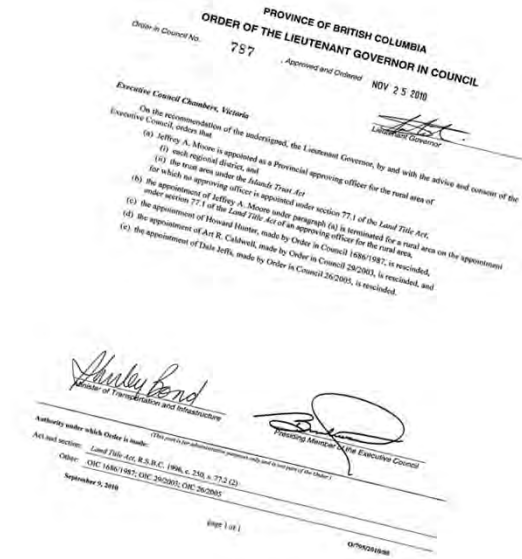 PROVINCE OF BRITISH COLUMBIA
ORDER OF THE LIEUTENANT GOVERNOR IN COUNCIL
Order in Council No. 787 , Approved and Ordered NOV 25 2010
Lieutenant Governor
Executive Council Chambers, Victoria
On the recommendation of the undersigned, the Lieutenant Governor, by and with the advice and consent of the
Executive Council, orders that
(a) Jeffrey A. Moore is appointed as a Provincial approving officer for the rural area of
(i) each regional district, and
(ii) the trust area under the Islands Trust Act
for which no approving officer is appointed under section 77.1 of the Land Title Act,
(b) the appointment of Jeffrey A. Moore under paragraph (a) is terminated for a rural area on the appointment
under section 77.1 of the Land Title Act of an approving officer for the rural area,
(c) the appointment of Howard Hunter, made by Order in Council 1686/1987, is rescinded,
(d) the appointment of Art R. Caldwell, made by Order in Council 29/2003, is rescinded, and
(e) the appointment of Dale Jeffs, made by Order in Council 26/2005, is rescinded.
Shirley Bond
Minister of Transportation and Infrastructure
Presiding Member of the Executive Council
(This part is for administrative purposes only and is not part of the Order.)
Authority under which Order is made:
Act and section: Land Title Act, R.S.B.C. 1996, c. 250, s. 77.2 (2)
Other: OIC 1686/1987; OIC 29/2003; OIC 26/2005
September 9, 2010
page 1 of 1